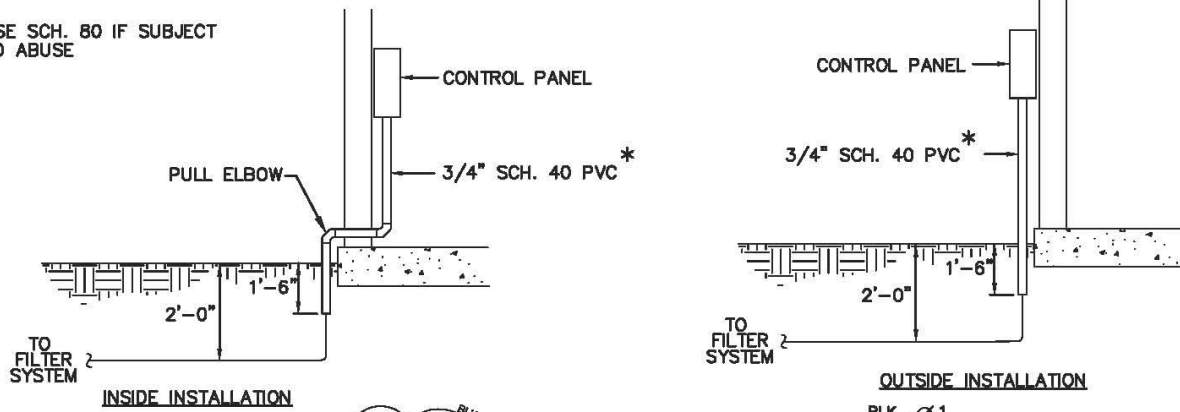 SE SCH. 80 IF SUBJECT
O ABUSE
CONTROL PANEL
3/4" SCH. 40 PVC*
PULL ELBOW
1'-6"
2'-0"
TO
FILTER
SYSTEM
INSIDE INSTALLATION
CONTROL PANEL
3/4" SCH. 40 PVC*
1'-6"
2'-0"
TO
FILTER
SYSTEM
OUTSIDE INSTALLATION